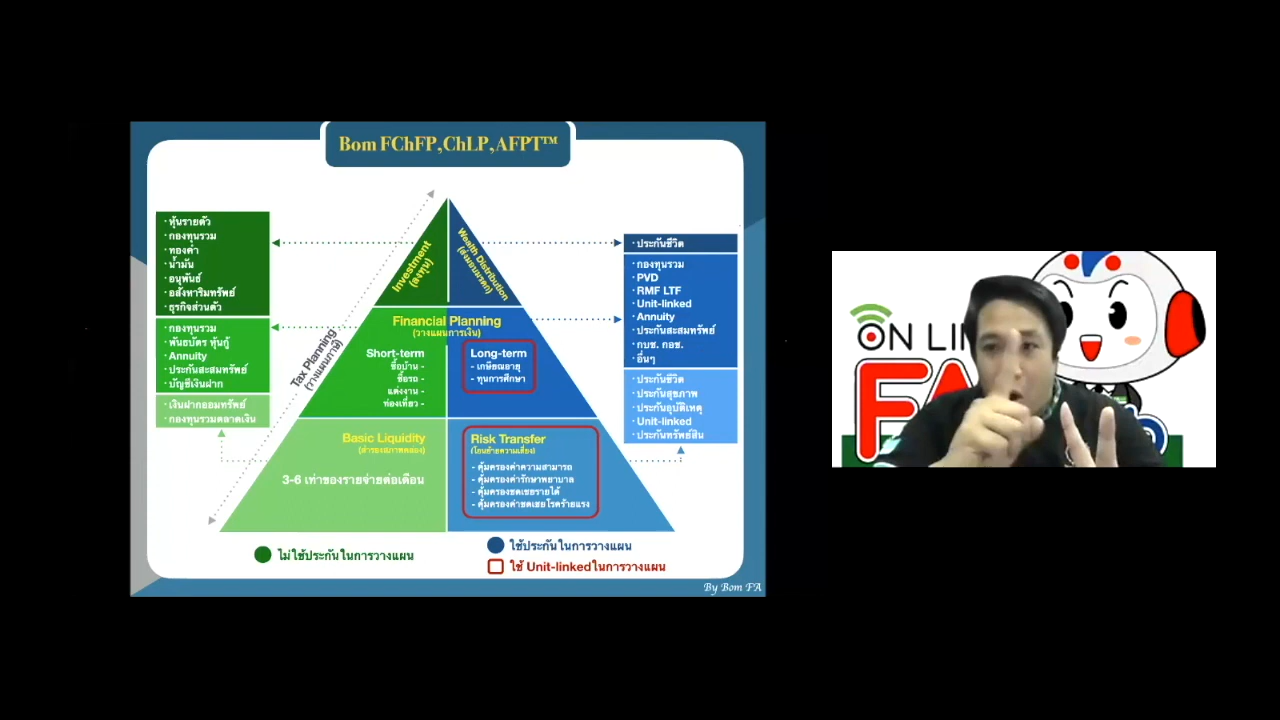 Bom FChFP,ChLP,AFPT™
· หุ้นรายตัว
· กองทุนรวม
· ทองคำ
· น้ำมัน
· อนุพันธ์
· อสังหาริมทรัพย์
· ธุรกิจส่วนตัว
· กองทุนรวม
· พันธบัตร หุ้นกู้
· Annuity
· ประกันสะสมทรัพย์
· บัญชีเงินฝาก
· เงินฝากออมทรัพย์
· กองทุนรวมตลาดเงิน
Tax Planning
(วางแผนภาษี)
Investment
(ลงทุน)
Wealth Distribution
(ส่งมอบมรดก)
Financial Planning
(วางแผนการเงิน)
Short-term
ซื้อบ้าน -
ซื้อรถ -
แต่งงาน -
ท่องเที่ยว -
Long-term
- เกษียณอายุ
- ทุนการศึกษา
Basic Liquidity
(สำรองสภาพคล่อง)
3-6 เท่าของรายจ่ายต่อเดือน
Risk Transfer
(โอนย้ายความเสี่ยง)
- คุ้มครองค่าความสามารถ
- คุ้มครองค่ารักษาพยาบาล
- คุ้มครองชดเชยรายได้
- คุ้มครองค่าชดเชยโรคร้ายแรง
· ประกันชีวิต
· กองทุนรวม
· PVD
· RMF LTF
· Unit-linked
· Annuity
· ประกันสะสมทรัพย์
· กบช. กอช.
· อื่นๆ
· ประกันชีวิต
· ประกันสุขภาพ
· ประกันอุบัติเหตุ
· Unit-linked
· ประกันทรัพย์สิน
ไม่ใช้ประกันในการวางแผน
ใช้ประกันในการวางแผน
ใช้ Unit-linked ในการวางแผน
By Bom FA
ON LIN
FA